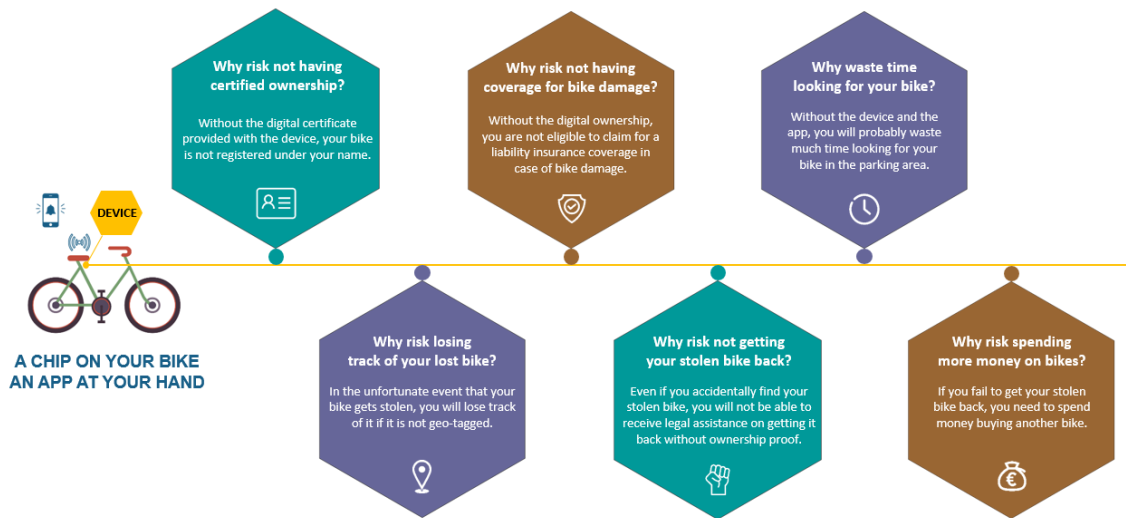 Why risk not having
certified ownership?
Without the digital certificate
provided with the device, your bike
is not registered under your name.
Why risk not having
coverage for bike damage?
Without the digital ownership,
you are not eligible to claim for a
liability insurance coverage in
case of bike damage.
Why waste time
looking for your bike?
Without the device and the
app, you will probably waste
much time looking for your
bike in the parking area.
DEVICE
A CHIP ON YOUR BIKE
AN APP AT YOUR HAND
Why risk losing
track of your lost bike?
In the unfortunate event that your
bike gets stolen, you will lose track
of it if it is not geo-tagged.
Why risk not getting
your stolen bike back?
Even if you accidentally find your
stolen bike, you will not be able to
receive legal assistance on getting it
back without ownership proof.
Why risk spending
more money on bikes?
If you fail to get your stolen
bike back, you need to spend
money buying another bike.
€